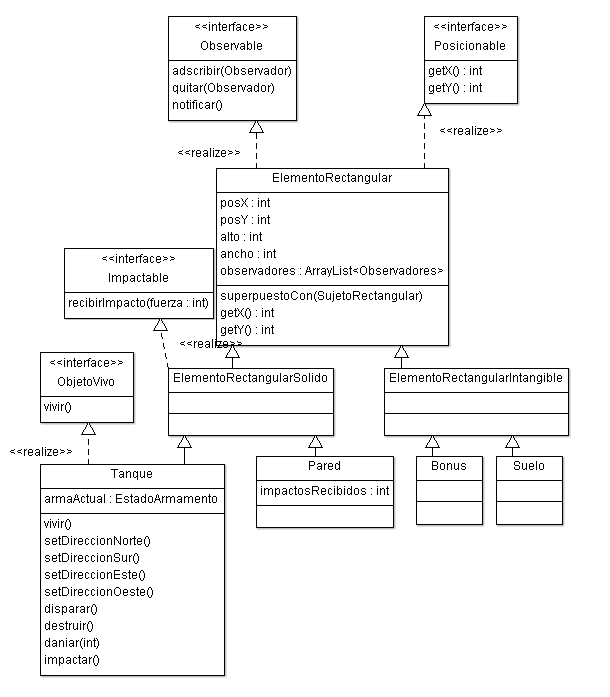 <<interface>>
Observable
adscribir(Observador)
quitar(Observador)
notificar()
<<interface>>
Posicionable
getX() : int
getY() : int
<<realize>>
<<realize>>
ElementoRectangular
posX : int
posY : int
alto : int
ancho : int
observadores : ArrayList<Observadores>
superpuestoCon(SujetoRectangular)
getX() : int
getY() : int
<<interface>>
Impactable
recibirImpacto(fuerza : int)
<<realize>>
<<interface>>
ObjetoVivo
vivir()
<<realize>>
ElementoRectangularSolido
ElementoRectangularIntangible
Tanque
armaActual : EstadoArmamento
vivir()
setDireccionNorte()
setDireccionSur()
setDireccionEste()
setDireccionOeste()
disparar()
destruir()
daniar(int)
impactar()
Pared
impactosRecibidos : int
Bonus
Suelo